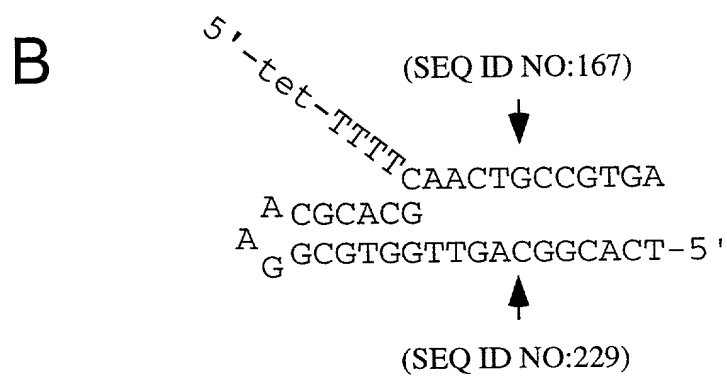 B
5'-tet-TTTT
(SEQ ID NO:167)
CAACTGCCGTGA
A CGCACG
A
G GCGTGGTTGACGGCACT-5'
(SEQ ID NO:229)